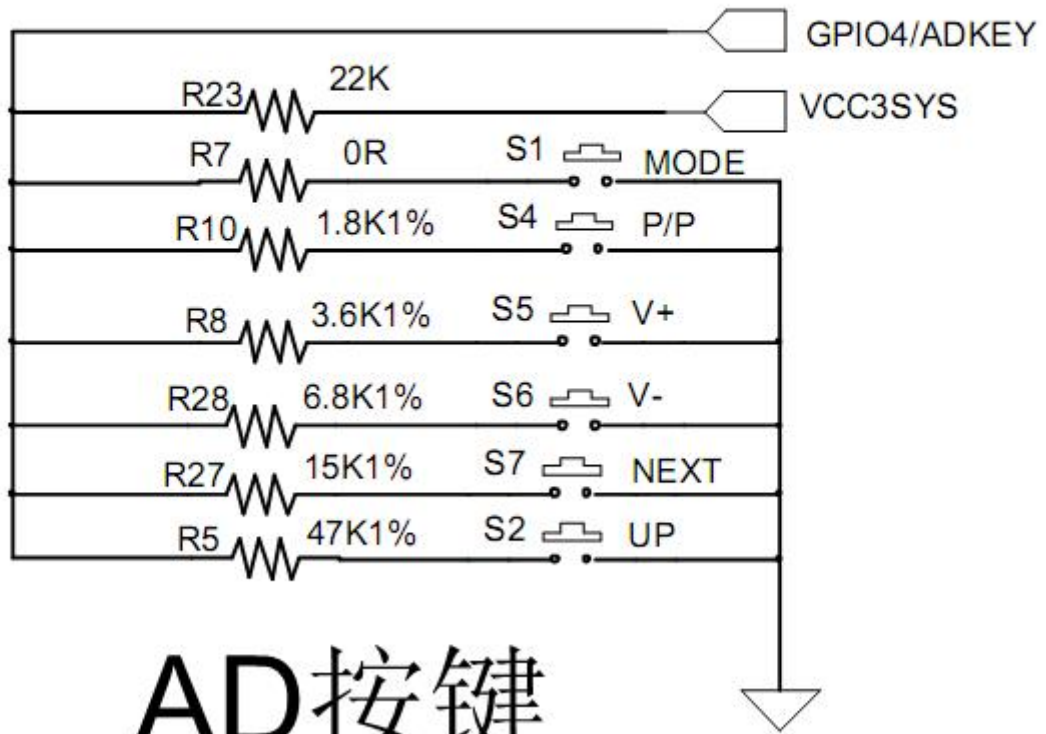 GPIO4/ADKEY
R23 22K VCC3SYS
R7 0R S1 MODE
R10 1.8K1% S4 P/P
R8 3.6K1% S5 V+
R28 6.8K1% S6 V-
R27 15K1% S7 NEXT
R5 47K1% S2 UP
AD按键